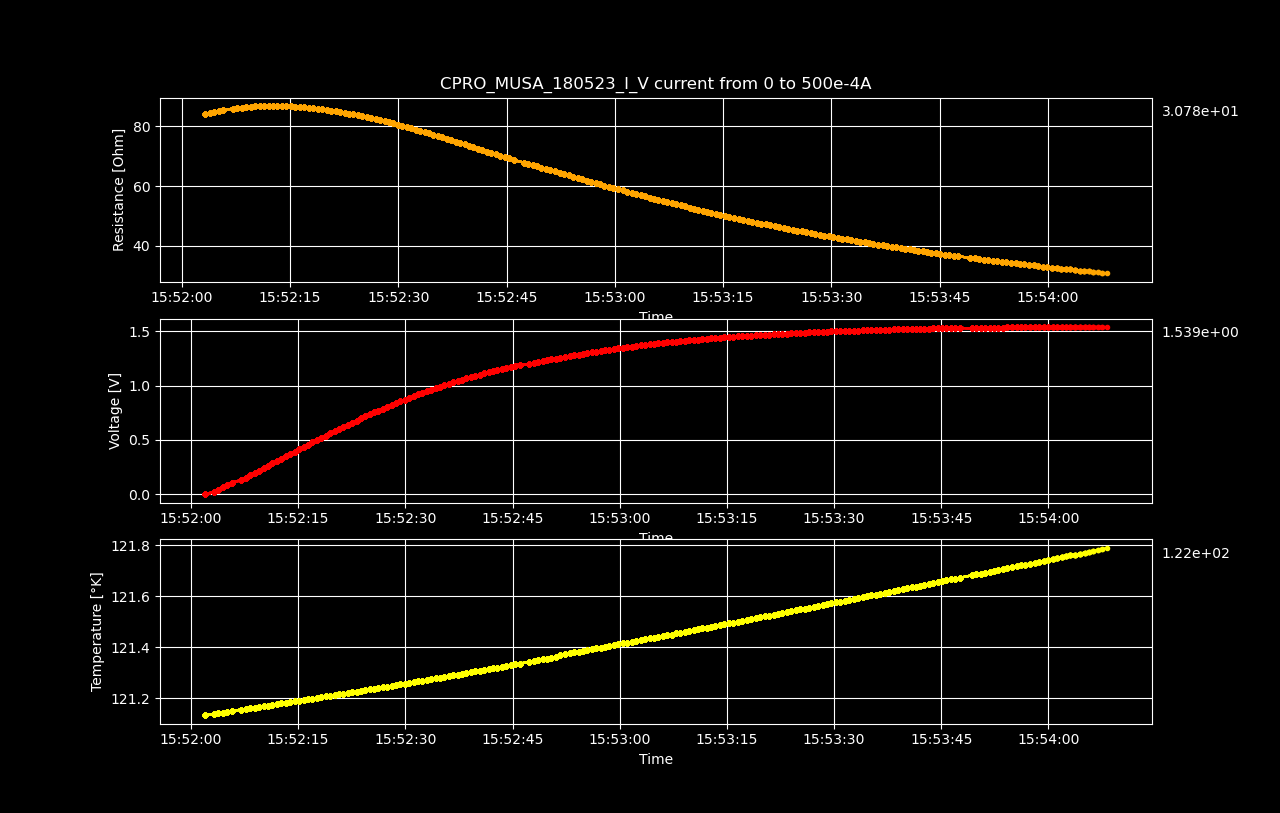 CPRO_MUSA_180523_I_V current from 0 to 500e-4A
3.078e+01
Resistance [Ohm]
80
60
40
15:52:00 15:52:15 15:52:30 15:52:45 15:53:00 15:53:15 15:53:30 15:53:45 15:54:00
Time
1.539e+00
Voltage [V]
1.5
1.0
0.5
0.0
15:52:00 15:52:15 15:52:30 15:52:45 15:53:00 15:53:15 15:53:30 15:53:45 15:54:00
Time
1.22e+02
Temperature [°K]
121.8
121.6
121.4
121.2
15:52:00 15:52:15 15:52:30 15:52:45 15:53:00 15:53:15 15:53:30 15:53:45 15:54:00
Time